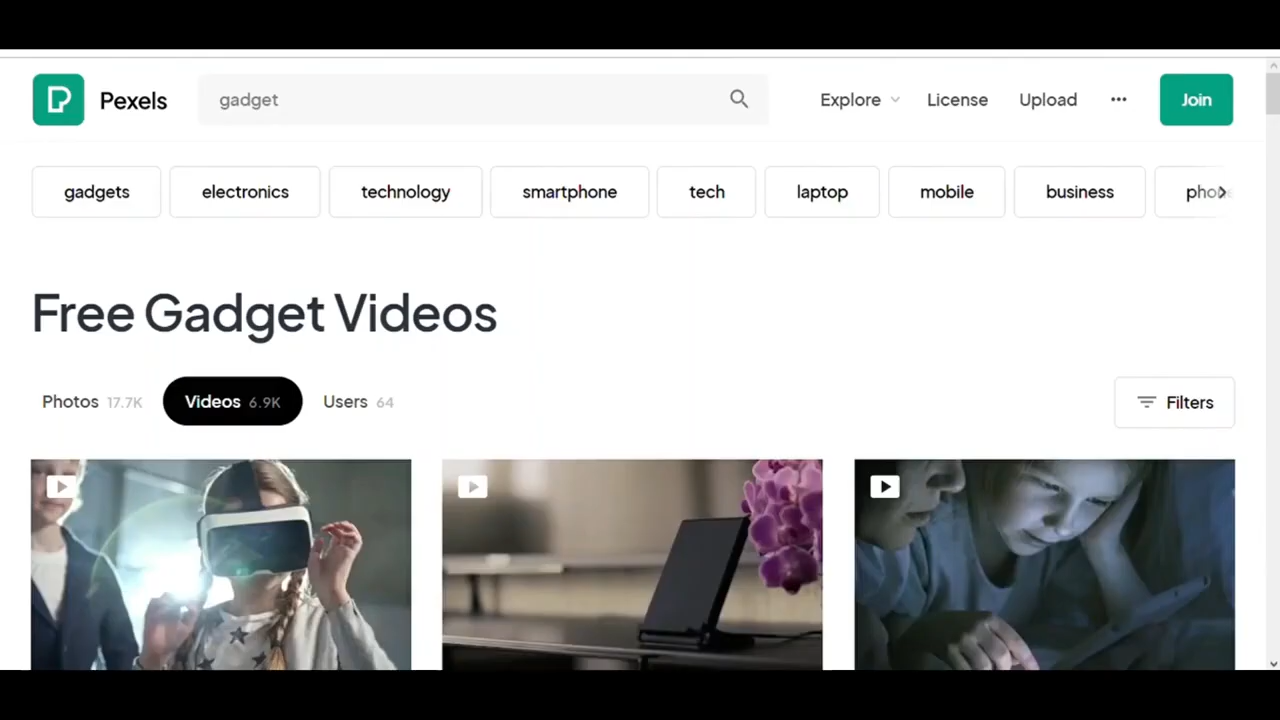 Pexels
gadget
Explore
License
Upload
Join
gadgets
electronics
technology
smartphone
tech
laptop
mobile
business
Free Gadget Videos
Photos 17.7K
Videos 6.9K
Users 64
Filters